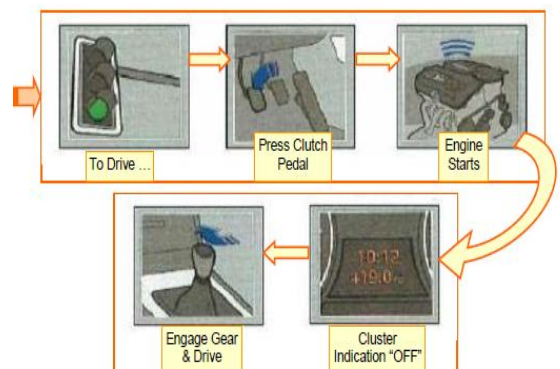 To Drive ...
Press Clutch
Pedal
Engine
Starts
10:12
+19.0°C
Engage Gear
& Drive
Cluster
Indication "OFF"